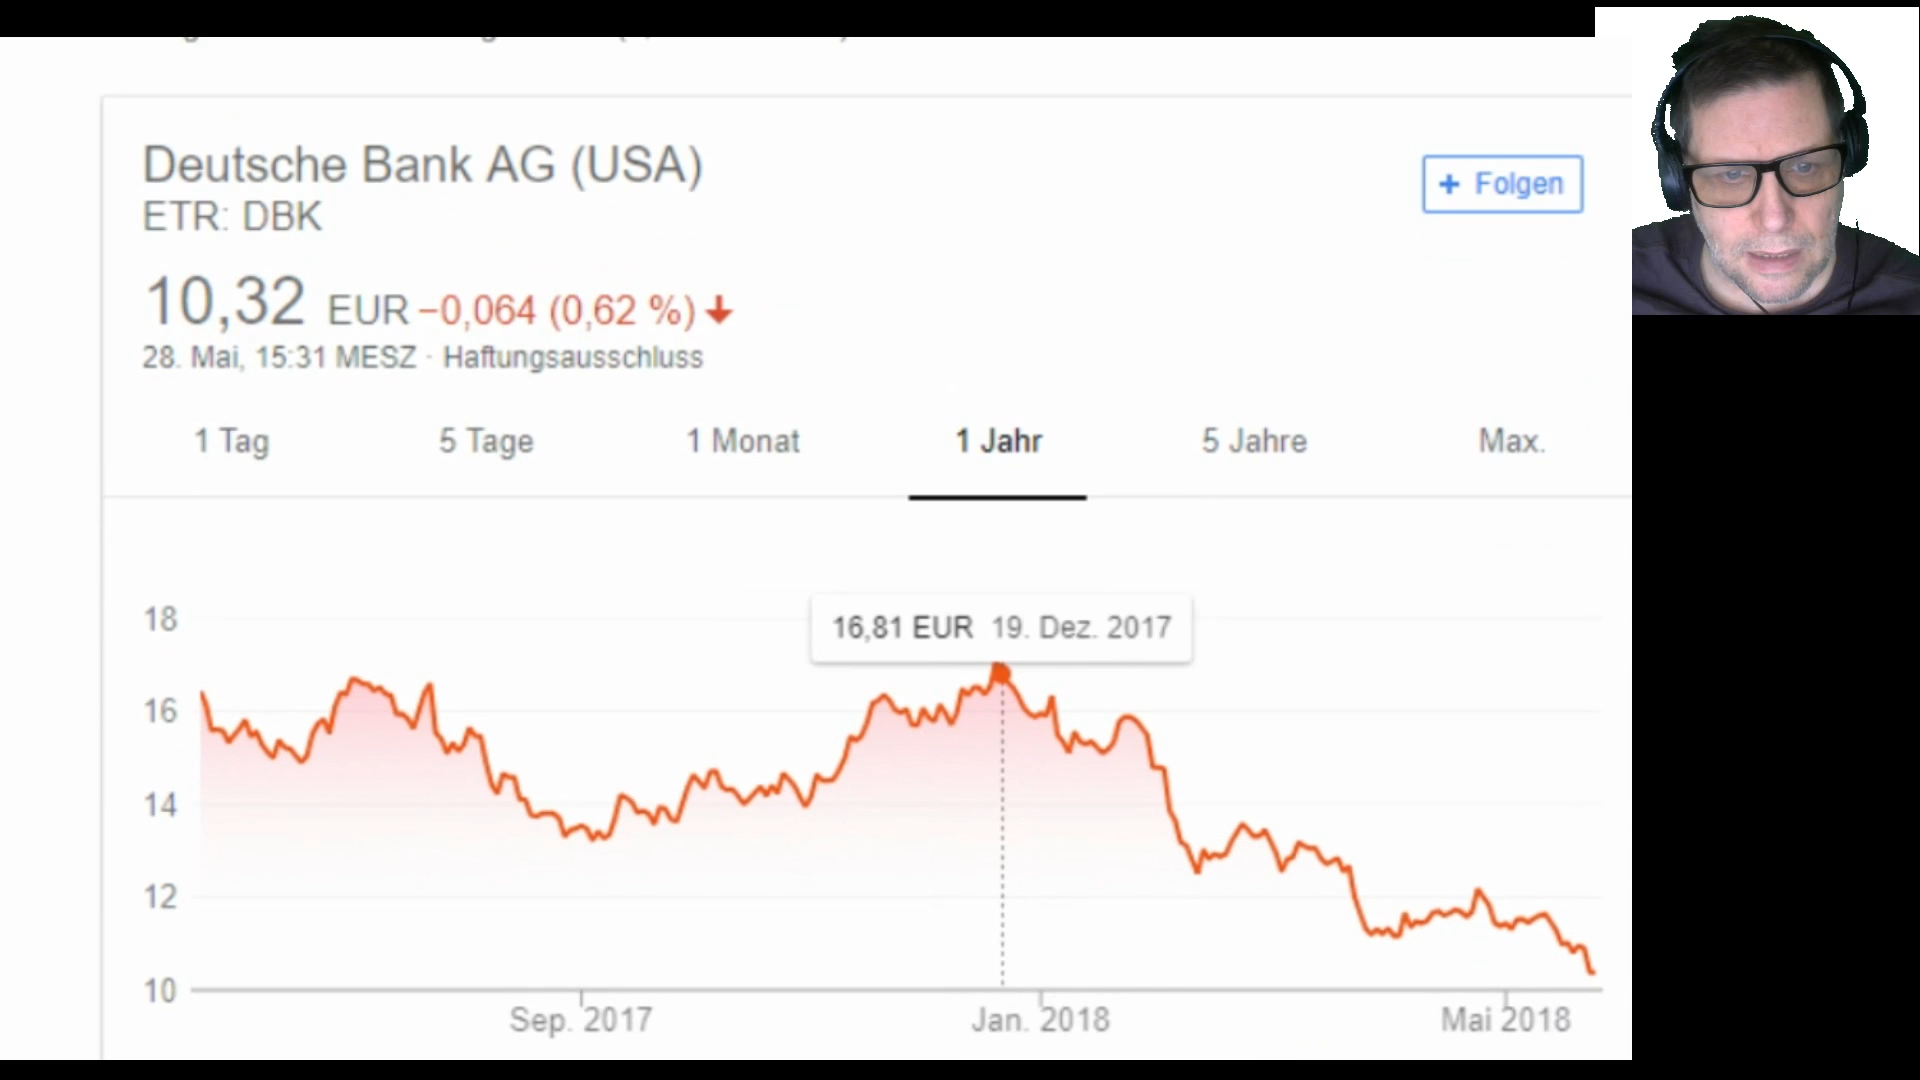 Deutsche Bank AG (USA)
ETR: DBK
+ Folgen
10,32 EUR −0,064 (0,62 %)
28. Mai, 15:31 MESZ · Haftungsausschluss
1 Tag 5 Tage 1 Monat 1 Jahr 5 Jahre Max.
16,81 EUR 19. Dez. 2017
18
16
14
12
10
Sep. 2017 Jan. 2018 Mai 2018